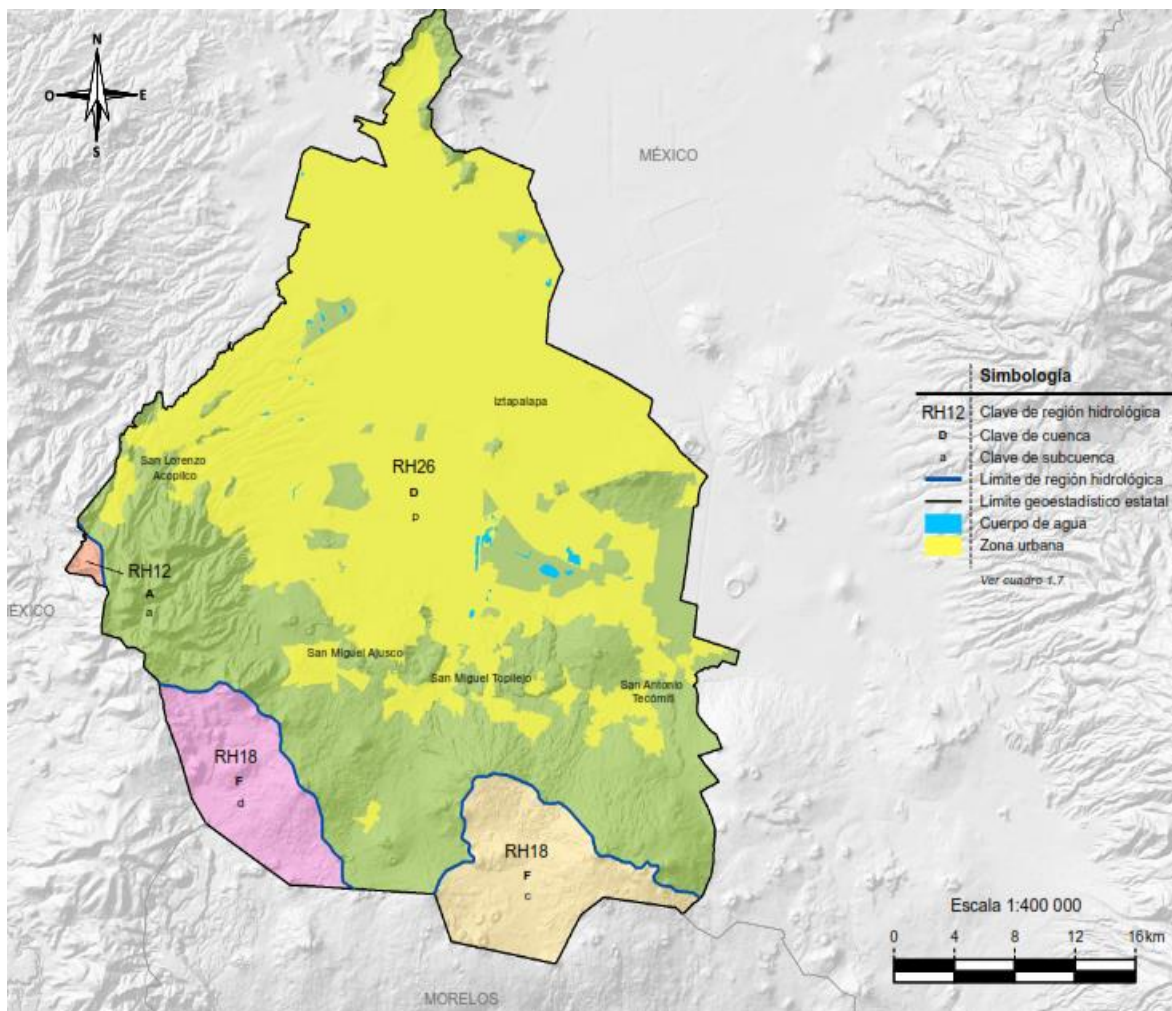 N
O
E
S
MÉXICO
Iztapalapa
San Lorenzo
Acopilco
RH26
D
p
RH12
A
a
ÉXICO
San Miguel Ajusco
San Miguel Topilejo
San Antonio
Tecómitl
RH18
F
d
RH18
F
c
MORELOS
Simbología
RH12 Clave de región hidrológica
D Clave de cuenca
a Clave de subcuenca
Límite de región hidrológica
Límite geoestadístico estatal
Cuerpo de agua
Zona urbana
Ver cuadro 1.7
Escala 1:400 000
0 4 8 12 16km